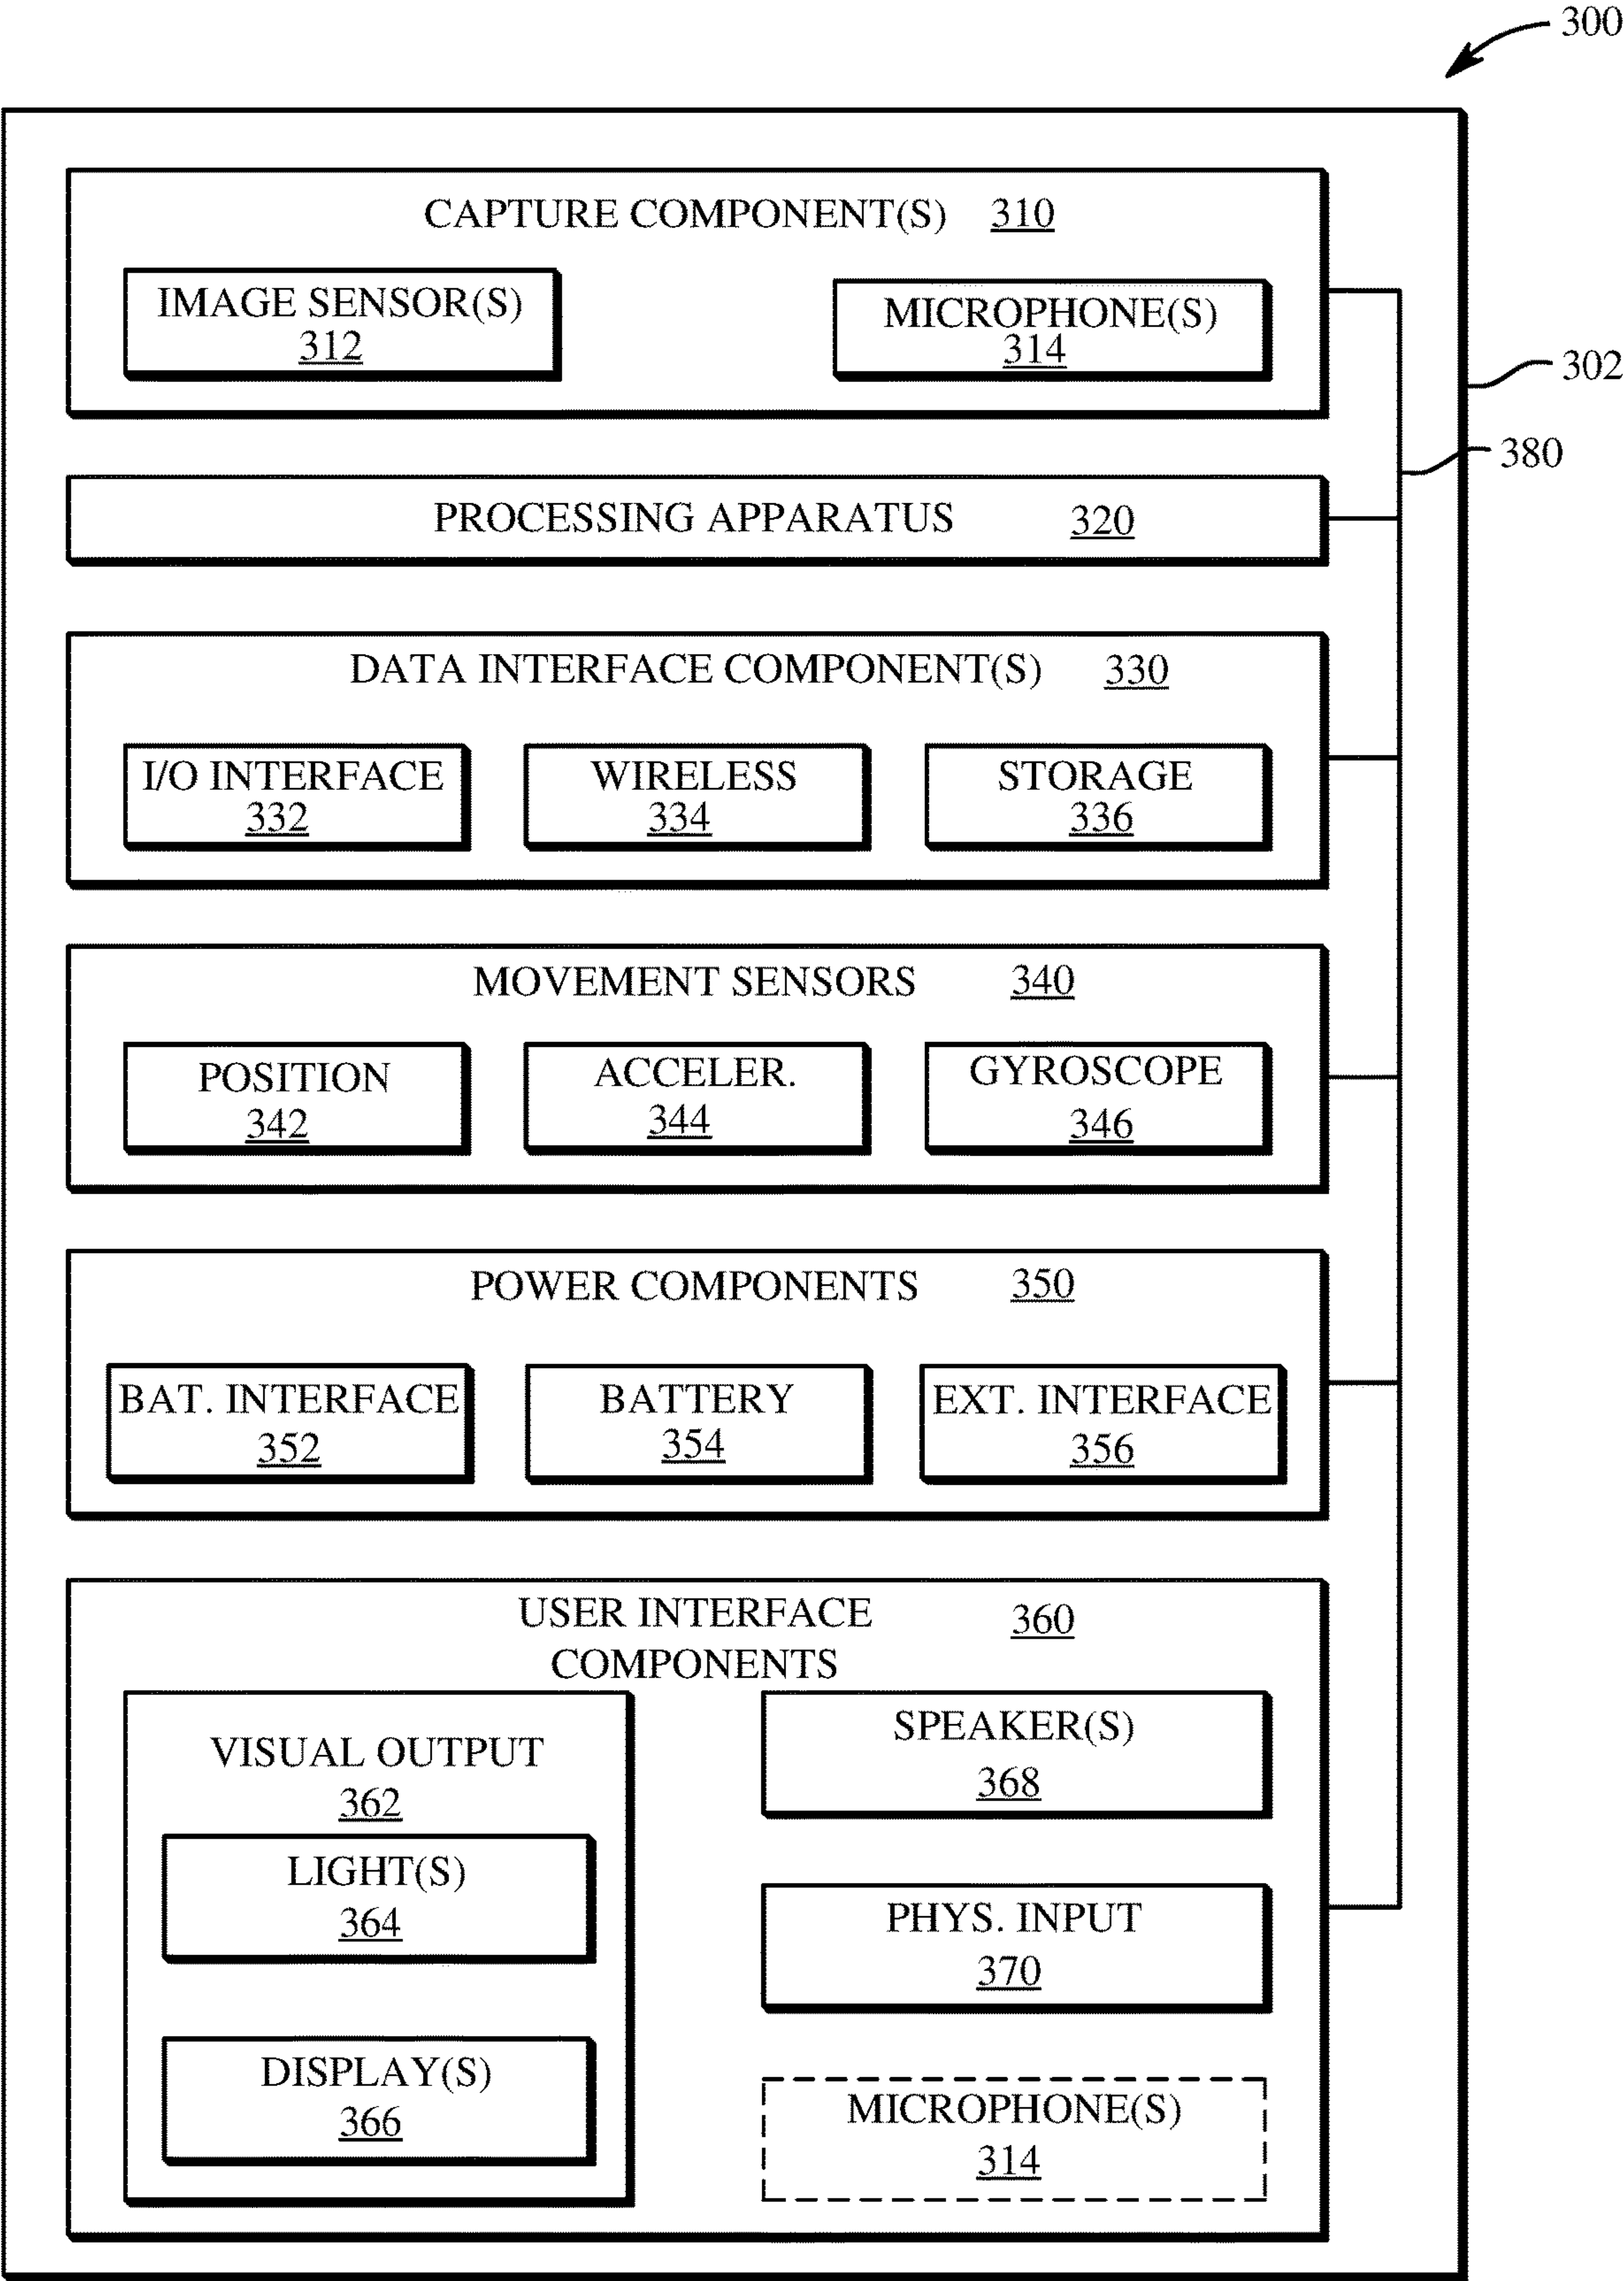 300
CAPTURE COMPONENT(S) 310
IMAGE SENSOR(S)
312
MICROPHONE(S)
314
302
380
PROCESSING APPARATUS 320
DATA INTERFACE COMPONENT(S) 330
I/O INTERFACE
332
WIRELESS
334
STORAGE
336
MOVEMENT SENSORS 340
POSITION
342
ACCELER.
344
GYROSCOPE
346
POWER COMPONENTS 350
BAT. INTERFACE
352
BATTERY
354
EXT. INTERFACE
356
USER INTERFACE 360
COMPONENTS
VISUAL OUTPUT
362
LIGHT(S)
364
DISPLAY(S)
366
SPEAKER(S)
368
PHYS. INPUT
370
MICROPHONE(S)
314